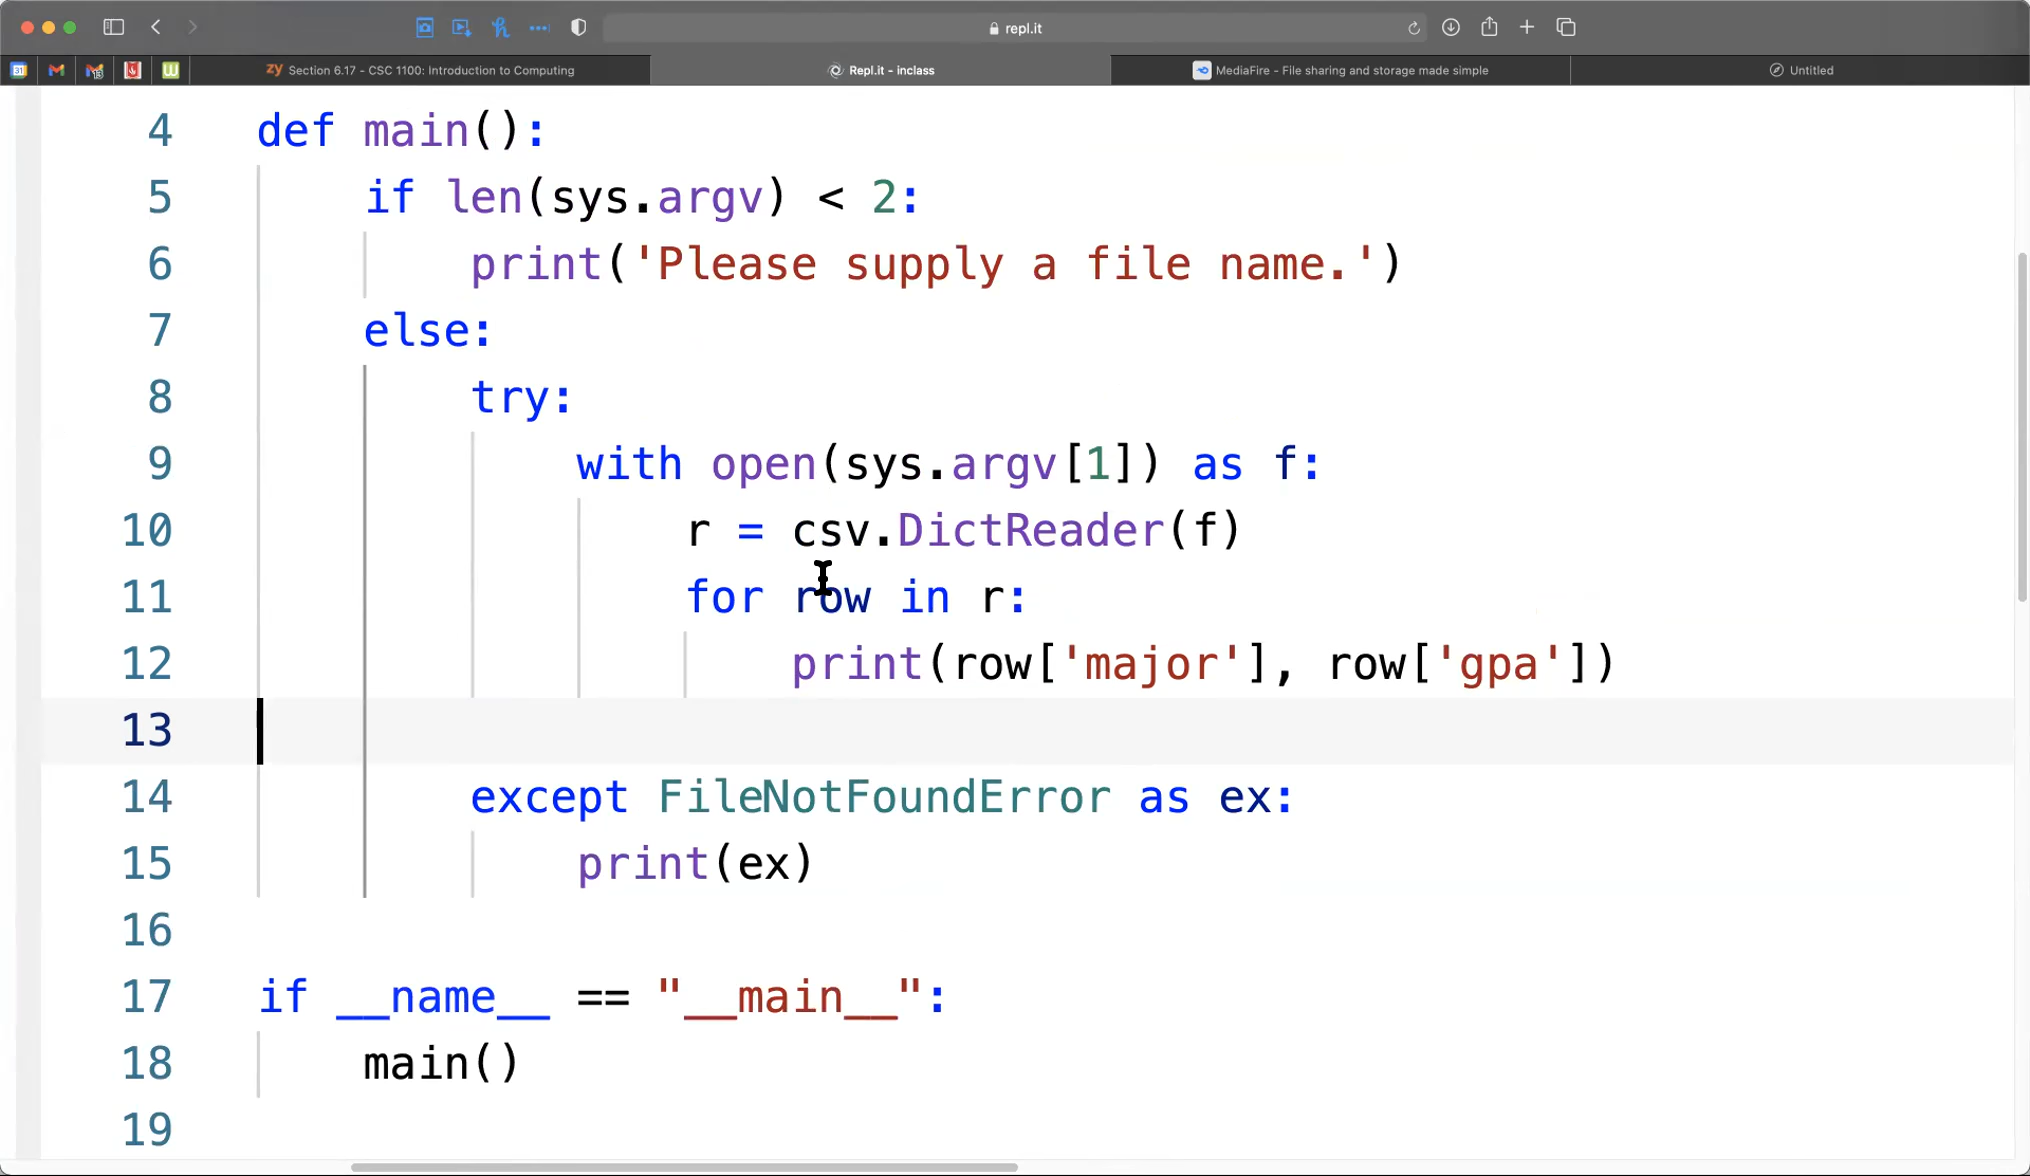 repl.it
Section 6.17 - CSC 1100: Introduction to Computing
Repl.it - inclass
MediaFire - File sharing and storage made simple
Untitled
4 def main():
5     if len(sys.argv) < 2:
6         print('Please supply a file name.')
7     else:
8         try:
9             with open(sys.argv[1]) as f:
10                 r = csv.DictReader(f)
11                 for row in r:
12                     print(row['major'], row['gpa'])
13
14         except FileNotFoundError as ex:
15             print(ex)
16
17 if __name__ == "__main__":
18     main()
19